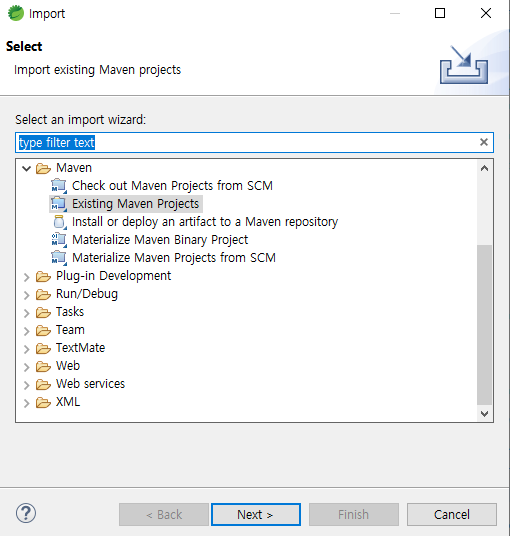 Import
Select
Import existing Maven projects
Select an import wizard:
type filter text
Maven
Check out Maven Projects from SCM
Existing Maven Projects
Install or deploy an artifact to a Maven repository
Materialize Maven Binary Project
Materialize Maven Projects from SCM
Plug-in Development
Run/Debug
Tasks
Team
TextMate
Web
Web services
XML
< Back Next > Finish Cancel